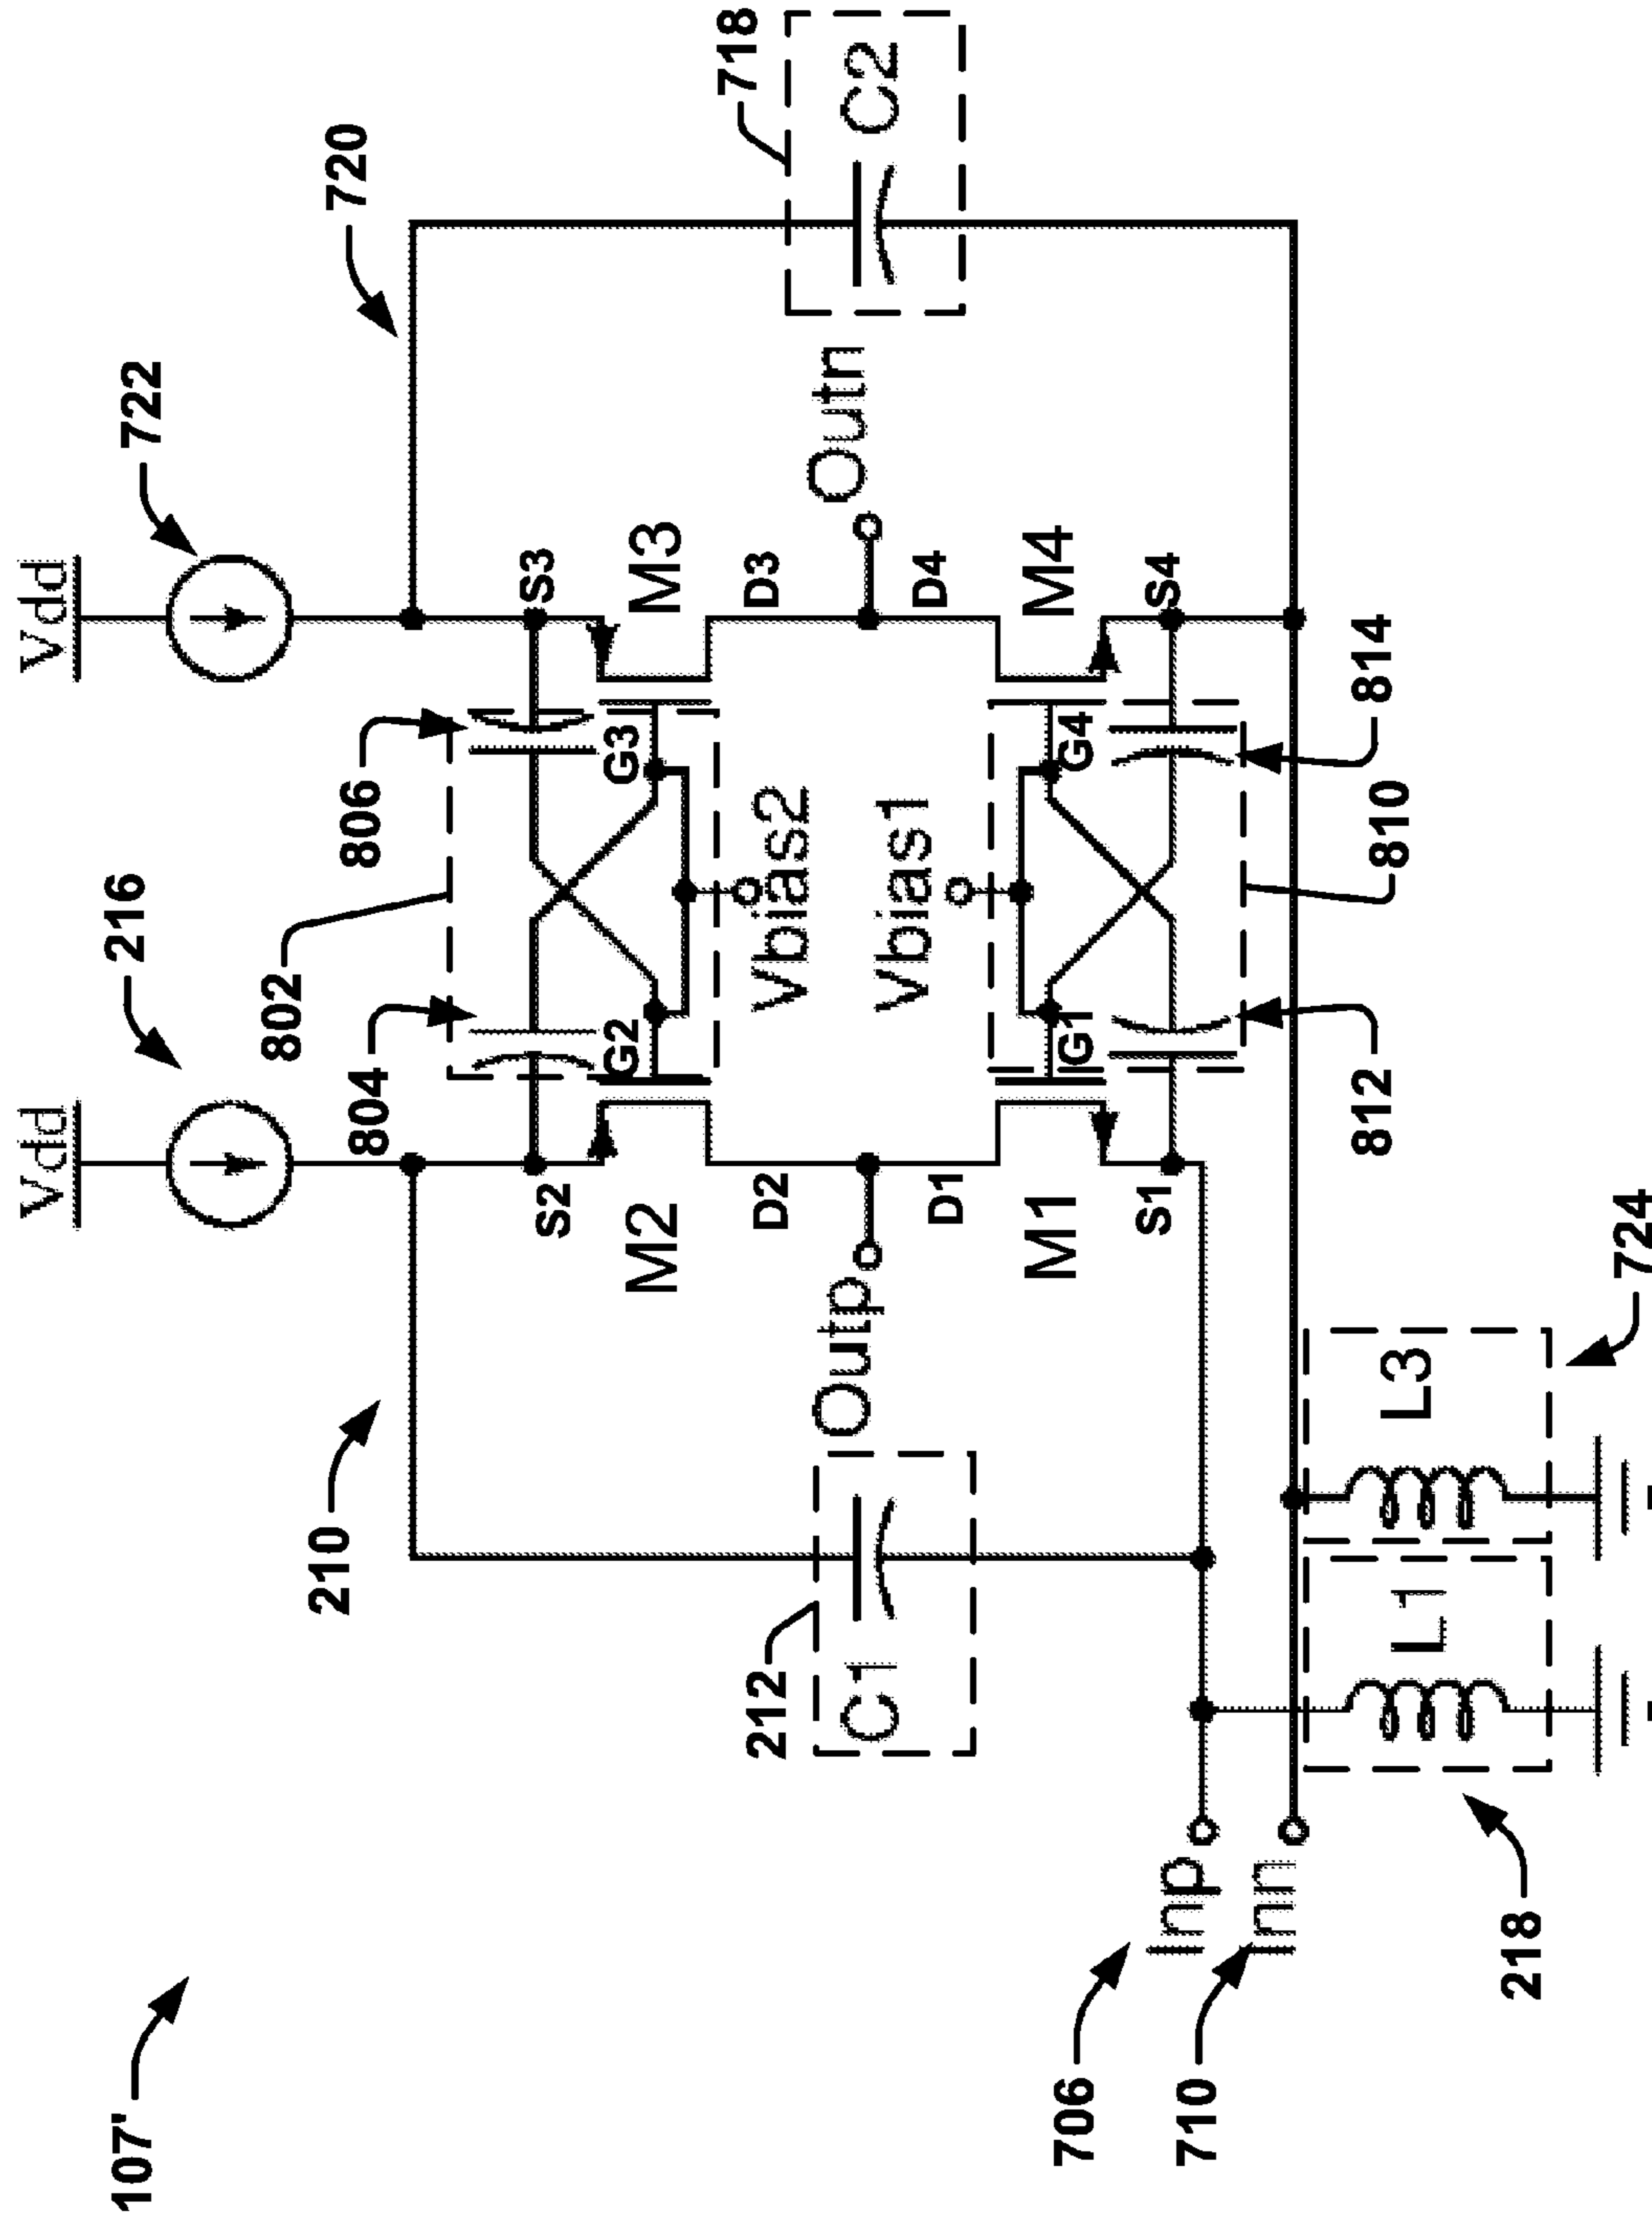 107'
210
216
Vdd
722
Vdd
720
718
C2
802
804
806
S2
S3
G2
G3
M2
M3
D2
D3
Vbias2
212
C1
Outp
Outn
Vbias1
D1
D4
M1
M4
G1
G4
S1
S4
812
810
814
706
Inp
710
Inn
218
L1
L3
724